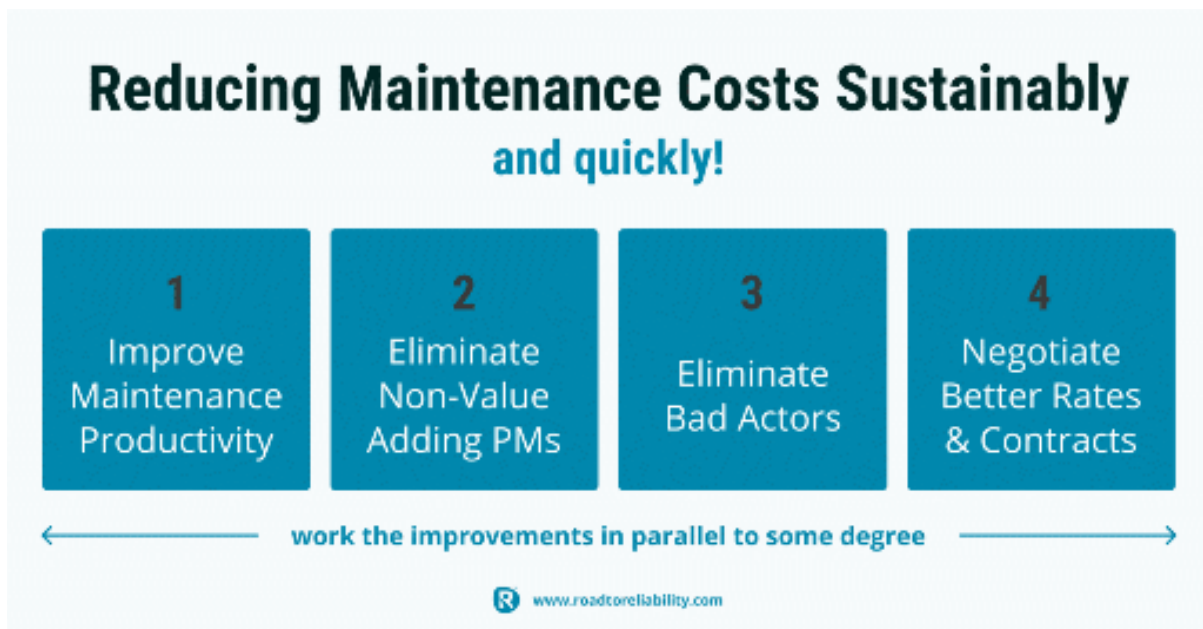 Reducing Maintenance Costs Sustainably
and quickly!
1
Improve
Maintenance
Productivity
2
Eliminate
Non-Value
Adding PMs
3
Eliminate
Bad Actors
4
Negotiate
Better Rates
& Contracts
work the improvements in parallel to some degree
R www.roadtoreliability.com